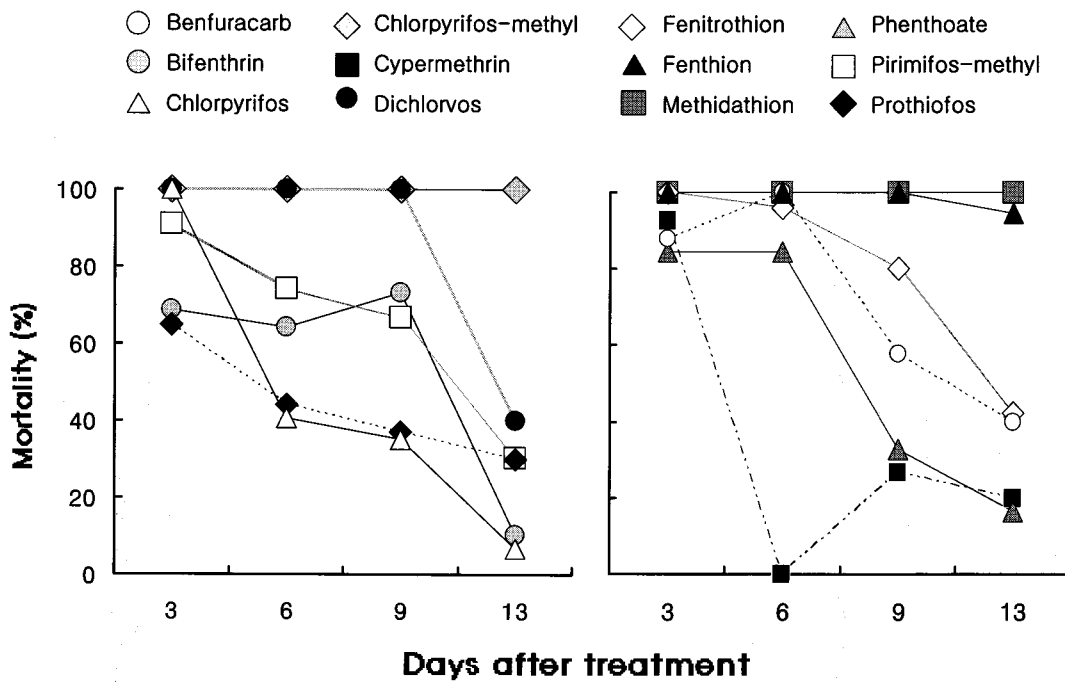 Benfuracarb Chlorpyrifos-methyl Fenitrothion Phenthoate
Bifenthrin Cypermethrin Fenthion Pirimifos-methyl
Chlorpyrifos Dichlorvos Methidathion Prothiofos
Mortality (%)
100
80
60
40
20
0
3 6 9 13
3 6 9 13
Days after treatment